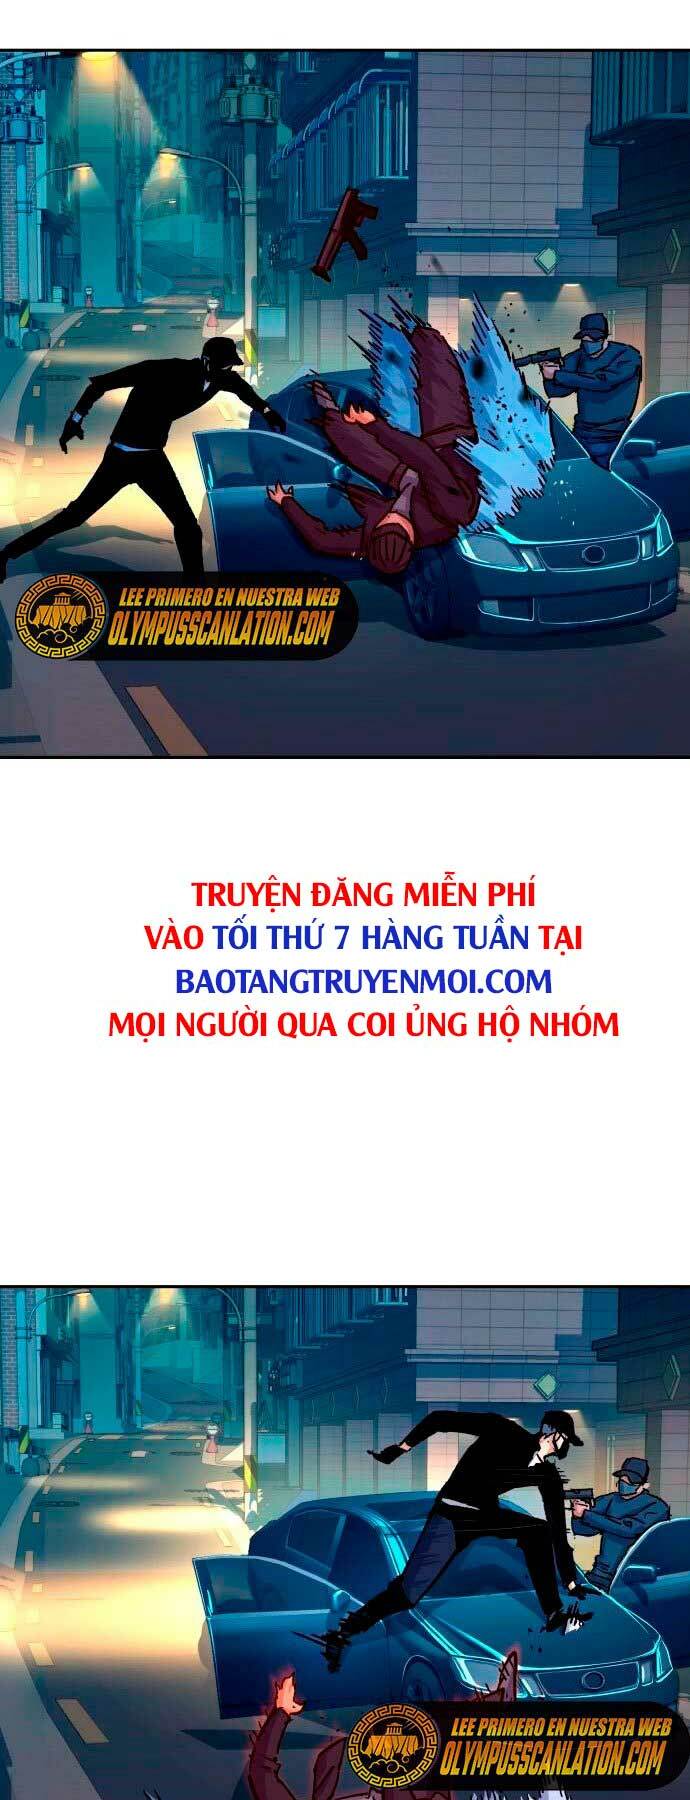 LEE PRIMERO EN NUESTRA WEB
OLYMPUSSCANLATION.COM
TRUYỆN ĐĂNG MIỄN PHÍ
VÀO TỐI THỨ 7 HÀNG TUẦN TẠI
BAOTANGTRUYENMOI.COM
MỌI NGƯỜI QUA COI ỦNG HỘ NHÓM
LEE PRIMERO EN NUESTRA WEB
OLYMPUSSCANLATION.COM